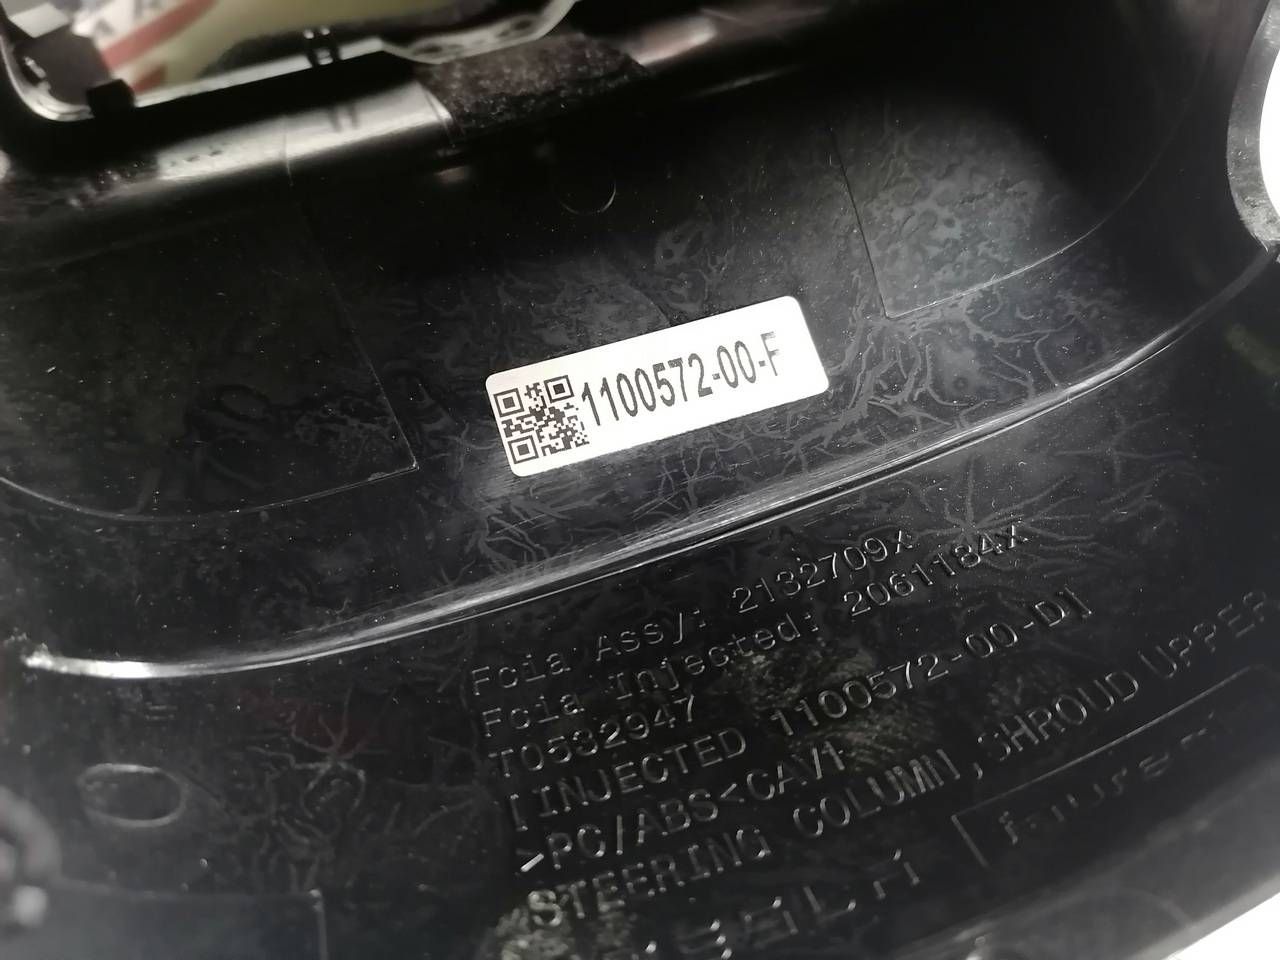 1100572-00-F
Fcia Assy: 2132709x
Fcia Injected: 2061184x
T0532947
[INJECTED 1100572-00-D]
>PC/ABS<CAV1
STEERING COLUMN,SHROUD UPPER